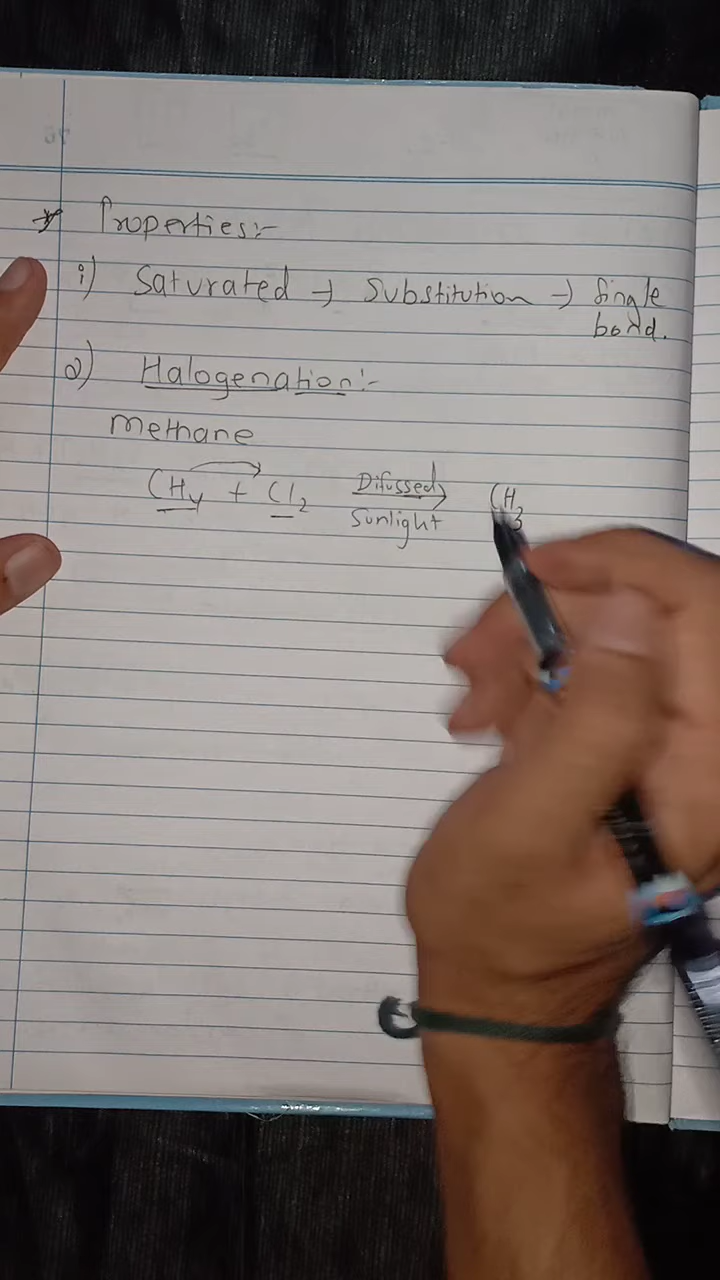 * Properties:-
i) Saturated → Substitution → Single
bond.
2) Halogenation:-
methane
CH4 + Cl2 Difussed → CH3
Sunlight